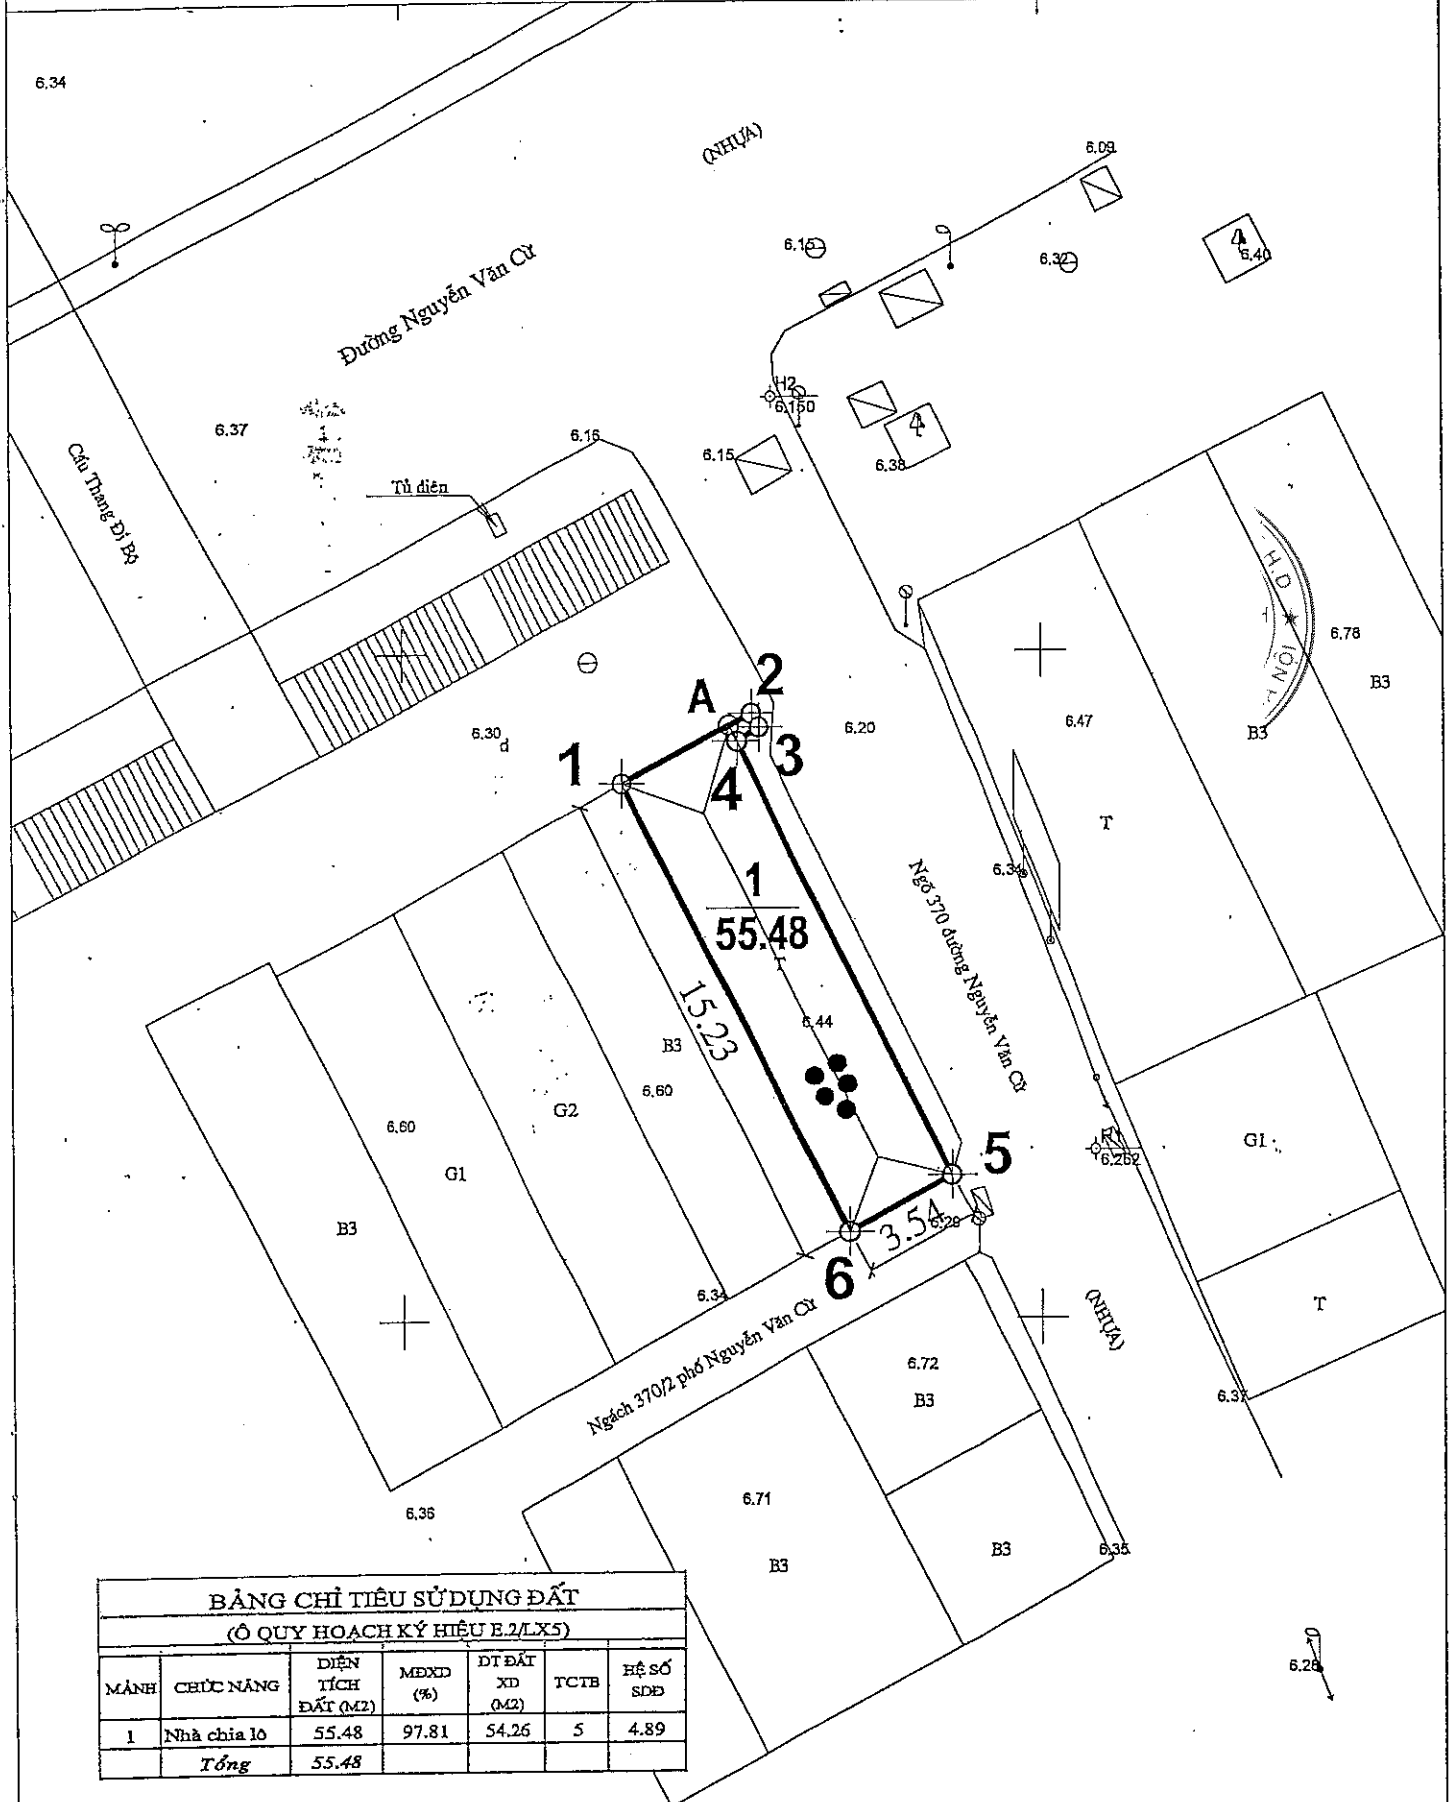 6.34
(NHỰA)
6.09
6.15
6.32
6.40
Đường Nguyễn Văn Cừ
H2
6.150
6.37
6.16
6.15
6.38
Cầu Thang Đi Bộ
Tủ điện
H.D ★
6.78
B3
2
A
6.30
d
6.20
6.47
B3
1
3
4
T
1
55.48
T
6.34
Ngõ 370 đường Nguyễn Văn Cừ
15.23
6.44
B3
6.60
G2
6.60
G1
B3
5
6.262
G1
3.54
6.29
6
6.34
Ngách 370/2 phố Nguyễn Văn Cừ
(NHỰA)
T
6.72
B3
6.37
6.36
6.71
B3
B3
6.35
6.28
BẢNG CHỈ TIÊU SỬ DỤNG ĐẤT
(Ô QUY HOẠCH KÝ HIỆU E.2/LX5)
MẢNH CHỨC NĂNG DIỆN TÍCH ĐẤT (M2) MĐXD (%) DT ĐẤT XD (M2) TCTB HỆ SỐ SDĐ
1 Nhà chia lô 55.48 97.81 54.26 5 4.89
Tổng 55.48